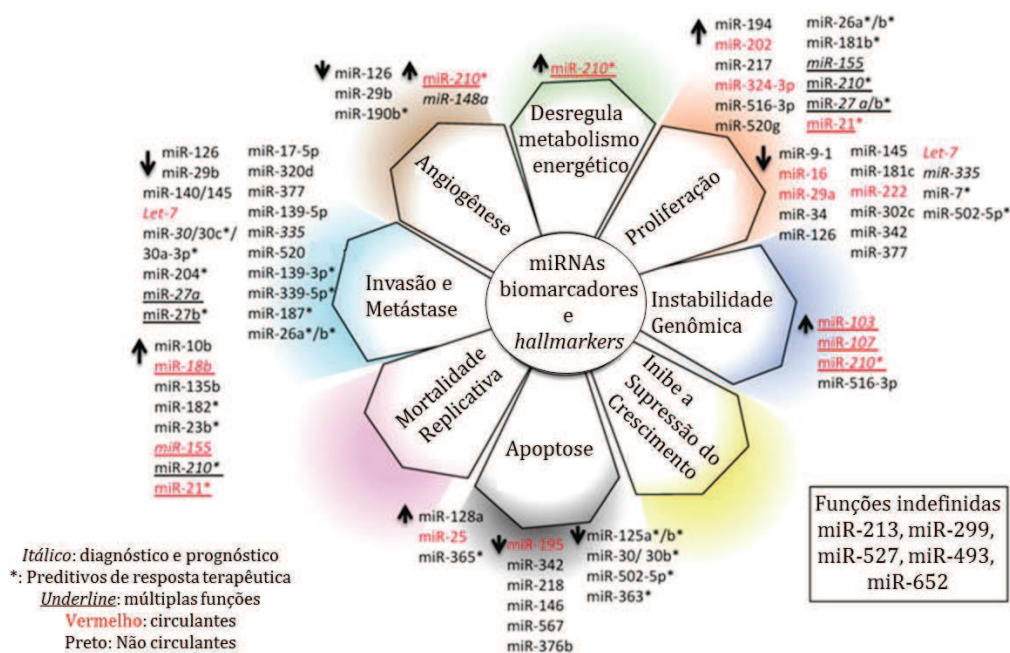 miR-126
miR-29b
miR-190b*
miR-210*
miR-148a
miR-210*
miR-194
miR-202
miR-217
miR-324-3p
miR-516-3p
miR-520g
miR-26a*/b*
miR-181b*
miR-155
miR-210*
miR-27 a/b*
miR-21*
miR-9-1
miR-16
miR-29a
miR-34
miR-126
miR-145
miR-181c
miR-222
miR-302c
miR-342
miR-377
Let-7
miR-335
miR-7*
miR-502-5p*
miR-126
miR-29b
miR-140/145
Let-7
miR-30/30c*/
30a-3p*
miR-204*
miR-27a
miR-27b*
miR-17-5p
miR-320d
miR-377
miR-139-5p
miR-335
miR-520
miR-139-3p*
miR-339-5p*
miR-187*
miR-26a*/b*
miR-10b
miR-18b
miR-135b
miR-182*
miR-23b*
miR-155
miR-210*
miR-21*
Desregula
metabolismo
energético
Angiogênese
Proliferação
Invasão e
Metástase
miRNAs
biomarcadores
e
hallmarkers
Instabilidade
Genômica
miR-103
miR-107
miR-210*
miR-516-3p
Mortalidade
Replicativa
Apoptose
Inibe a
Supressão do
Crescimento
miR-128a
miR-25
miR-365*
miR-195
miR-342
miR-218
miR-146
miR-567
miR-376b
miR-125a*/b*
miR-30/ 30b*
miR-502-5p*
miR-363*
Funções indefinidas
miR-213, miR-299,
miR-527, miR-493,
miR-652
Itálico: diagnóstico e prognóstico
*: Preditivos de resposta terapêutica
Underline: múltiplas funções
Vermelho: circulantes
Preto: Não circulantes